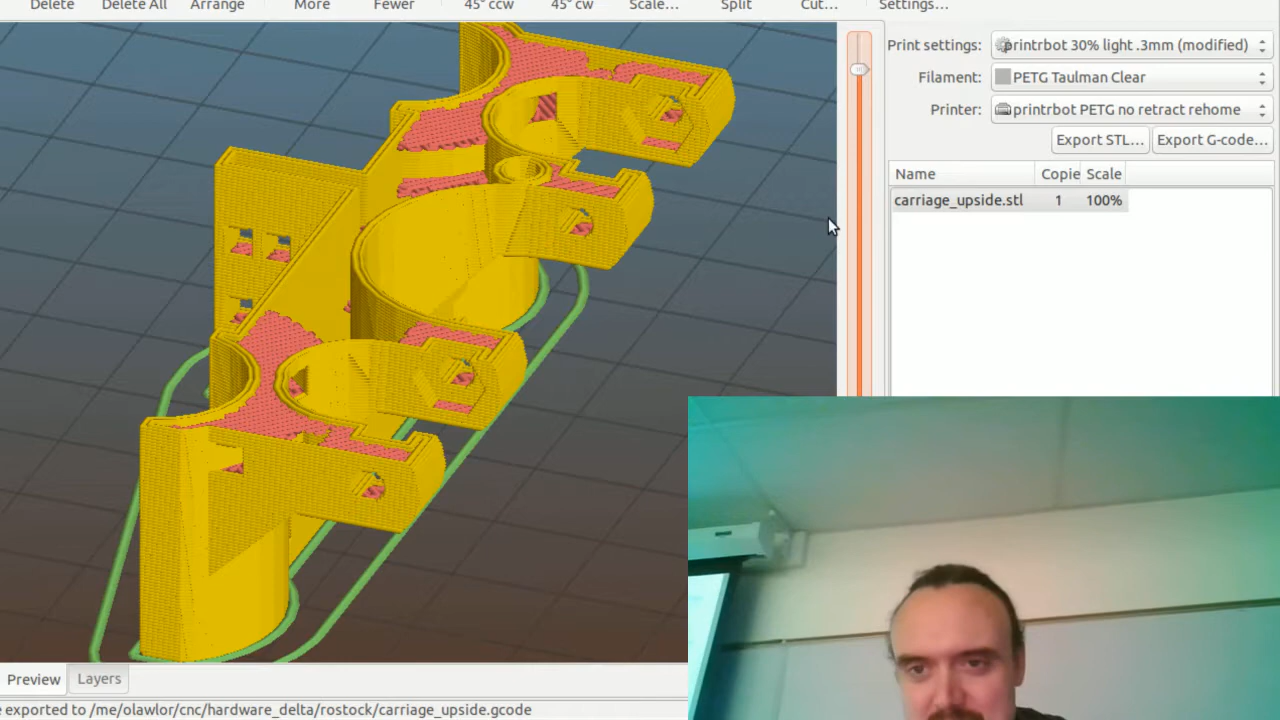 Delete Delete All Arrange More Fewer 45° ccw 45° cw Scale… Split Cut… Settings…
Print settings: printrbot 30% light .3mm (modified)
Filament: PETG Taulman Clear
Printer: printrbot PETG no retract rehome
Export STL… Export G-code…
Name Copie Scale
carriage_upside.stl 1 100%
Preview Layers
exported to /me/olawlor/cnc/hardware_delta/rostock/carriage_upside.gcode